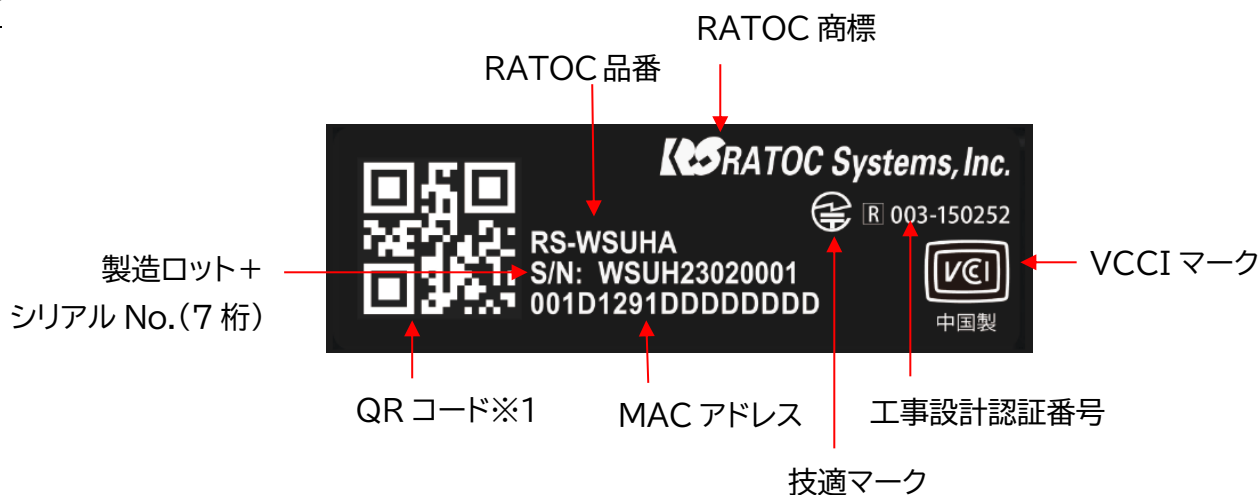 RATOC 商標
RATOC 品番
RATOC Systems, Inc.
R 003-150252
RS-WSUHA
S/N: WSUH23020001
001D1291DDDDDDDD
VCCI
中国製
製造ロット+
シリアル No.(7 桁)
VCCI マーク
QR コード※1
MAC アドレス
工事設計認証番号
技適マーク